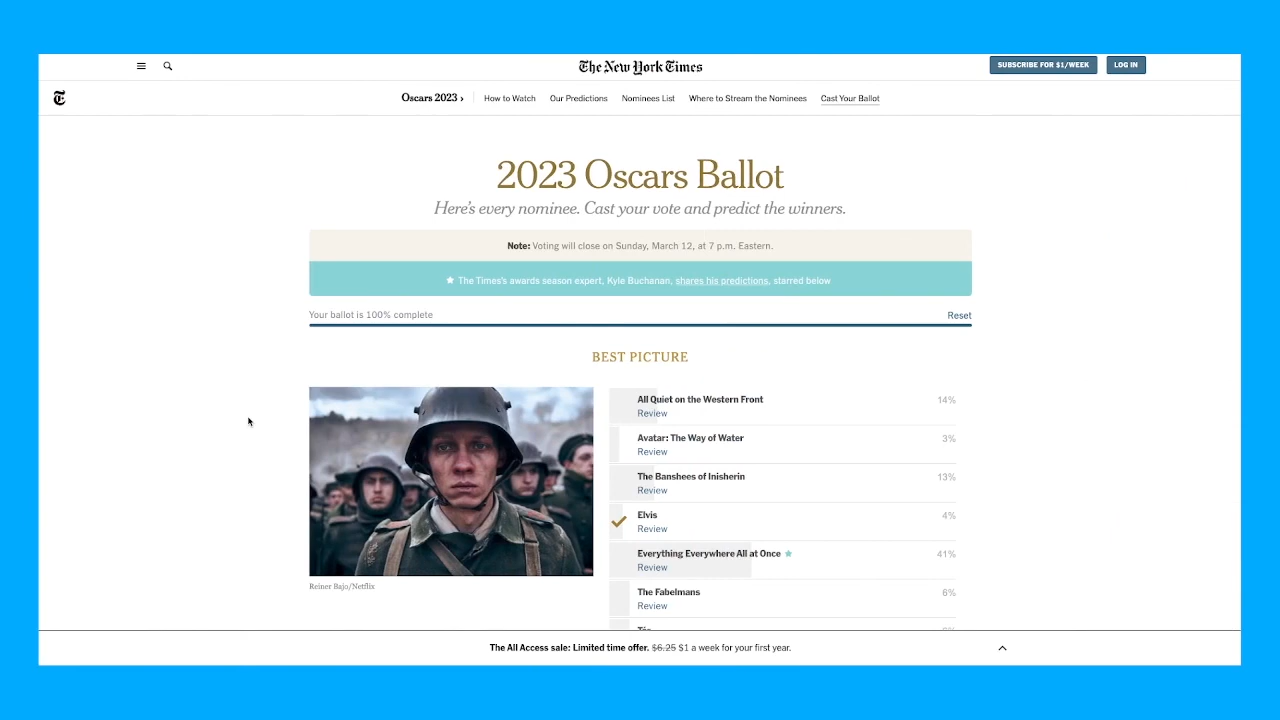 The New York Times
SUBSCRIBE FOR $1/WEEK
LOG IN
T
Oscars 2023 ›
How to Watch
Our Predictions
Nominees List
Where to Stream the Nominees
Cast Your Ballot
2023 Oscars Ballot
Here's every nominee. Cast your vote and predict the winners.
Note: Voting will close on Sunday, March 12, at 7 p.m. Eastern.
★ The Times's awards season expert, Kyle Buchanan, shares his predictions, starred below
Your ballot is 100% complete
Reset
BEST PICTURE
All Quiet on the Western Front 14%
Review
Avatar: The Way of Water 3%
Review
The Banshees of Inisherin 13%
Review
Elvis 4%
Review
Everything Everywhere All at Once ★ 41%
Review
The Fabelmans 6%
Review
Reiner Bajo/Netflix
The All Access sale: Limited time offer. $6.25 $1 a week for your first year.